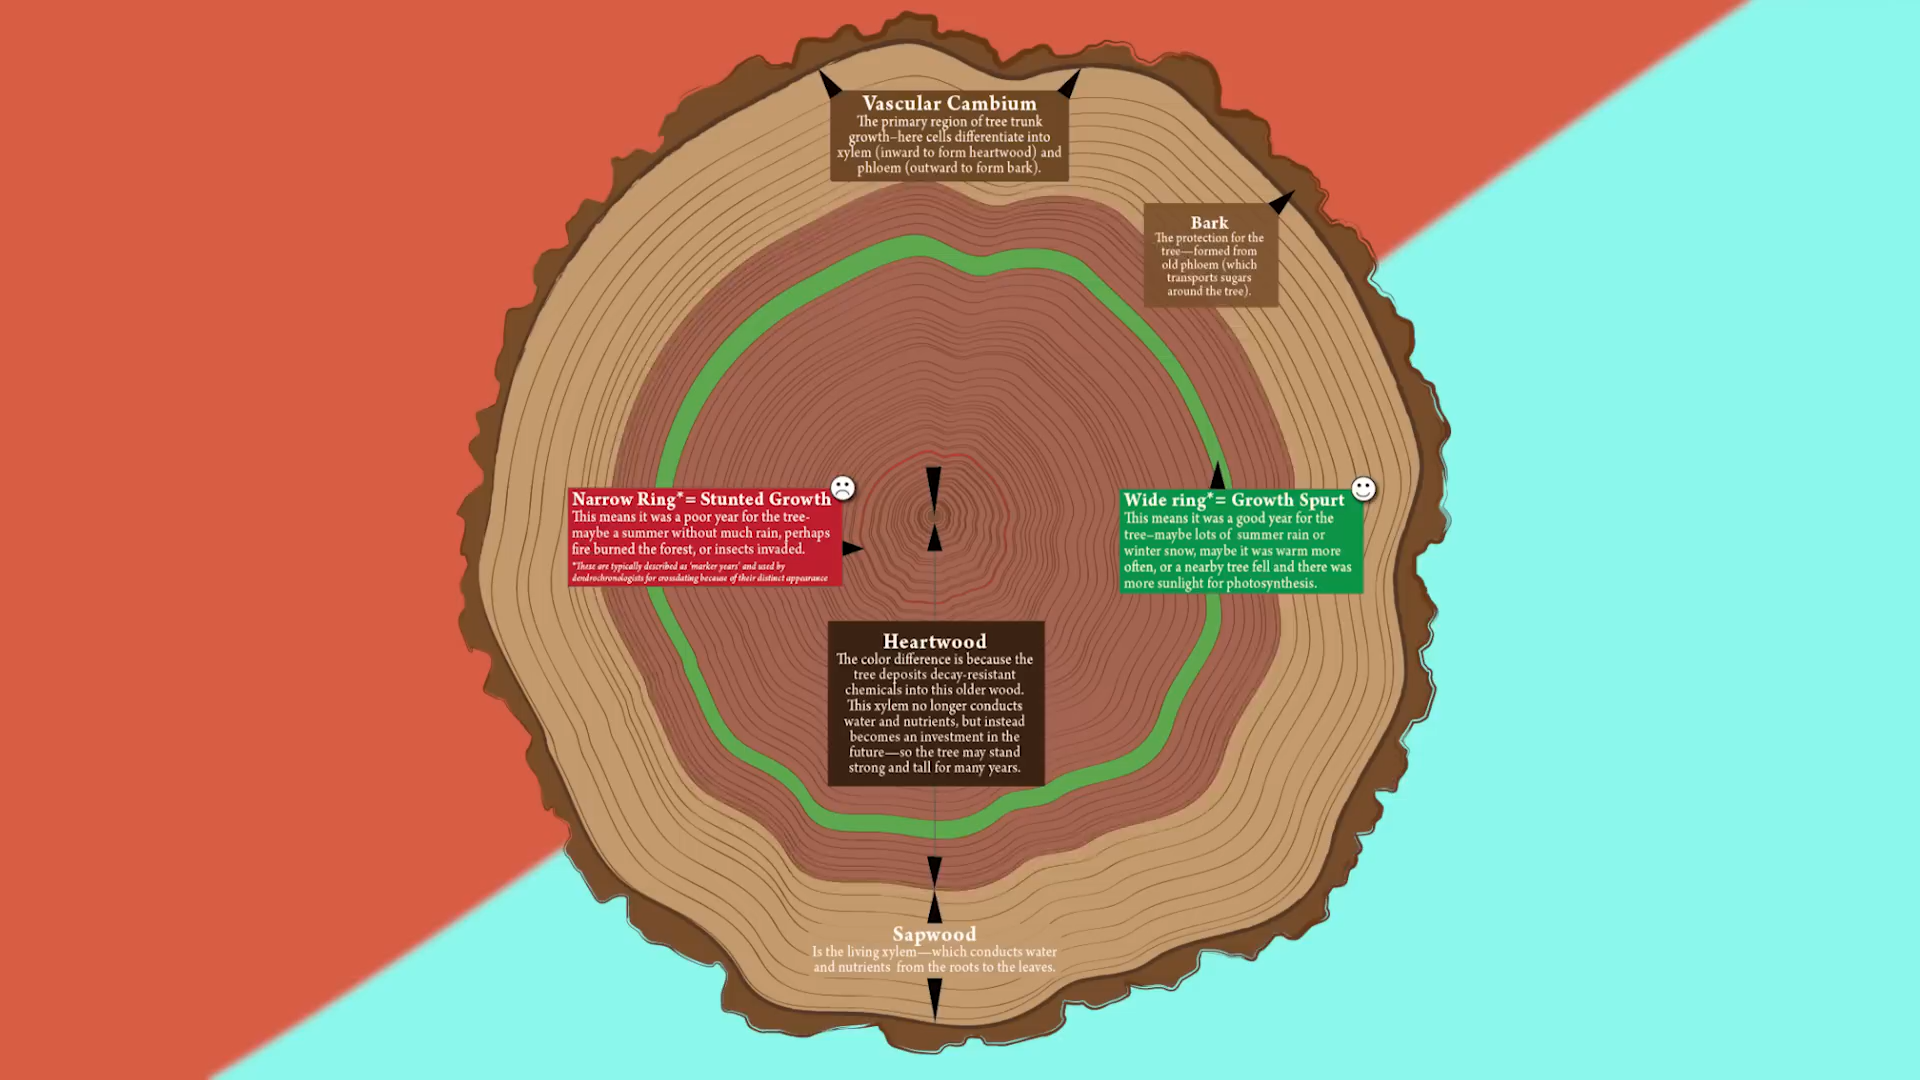 Vascular Cambium
The primary region of tree trunk
growth–here cells differentiate into
xylem (inward to form heartwood) and
phloem (outward to form bark).
Bark
The protection for the
tree—formed from
old phloem (which
transports sugars
around the tree).
Narrow Ring*= Stunted Growth
This means it was a poor year for the tree-
maybe a summer without much rain, perhaps
fire burned the forest, or insects invaded.
*These are typically described as 'marker years' and used by
dendrochronologists for crossdating because of their distinct appearance
Wide ring*= Growth Spurt
This means it was a good year for the
tree–maybe lots of summer rain or
winter snow, maybe it was warm more
often, or a nearby tree fell and there was
more sunlight for photosynthesis.
Heartwood
The color difference is because the
tree deposits decay-resistant
chemicals into this older wood.
This xylem no longer conducts
water and nutrients, but instead
becomes an investment in the
future—so the tree may stand
strong and tall for many years.
Sapwood
Is the living xylem—which conducts water
and nutrients from the roots to the leaves.